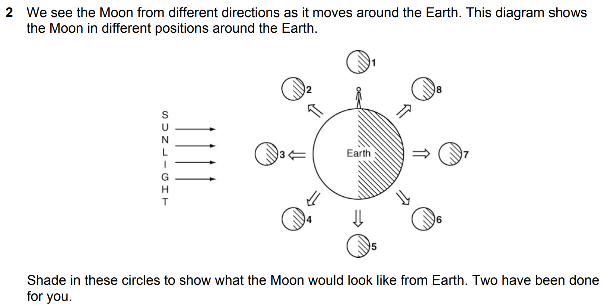 2 We see the Moon from different directions as it moves around the Earth. This diagram shows
the Moon in different positions around the Earth.
1
2
8
SUNLIGHT
3
Earth
7
4
6
5
Shade in these circles to show what the Moon would look like from Earth. Two have been done
for you.